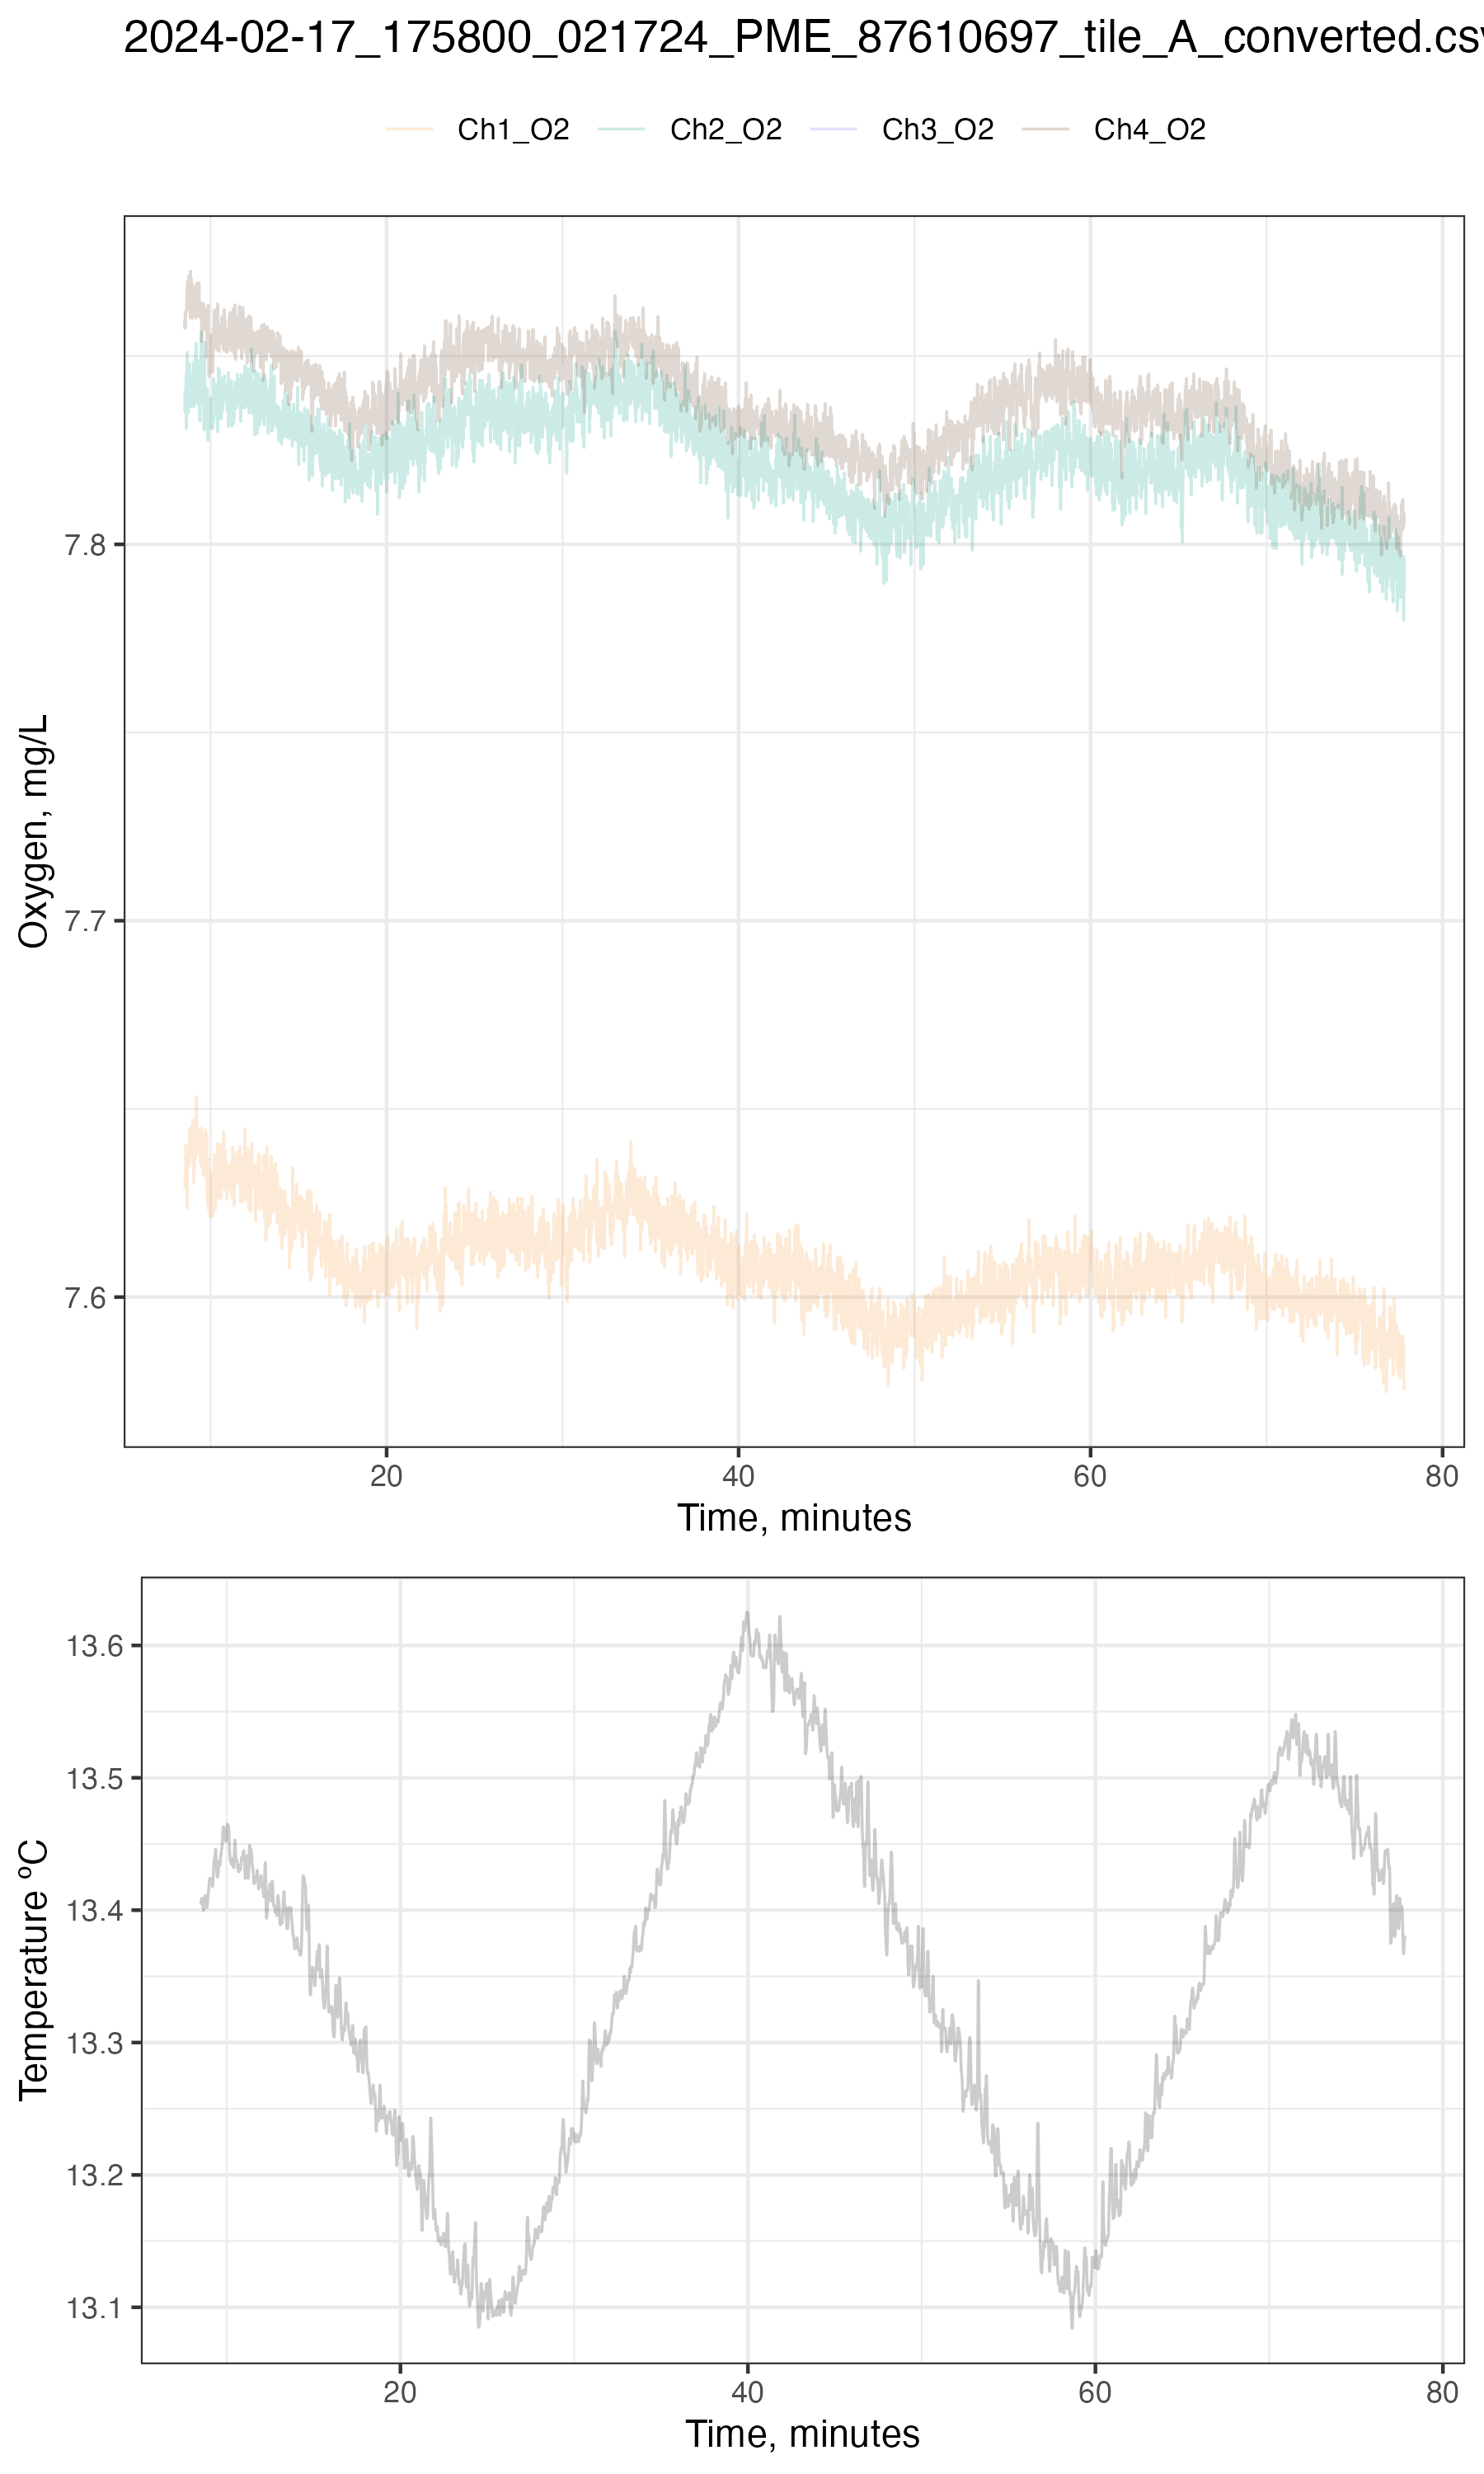 2024-02-17_175800_021724_PME_87610697_tile_A_converted.csv
Ch1_O2 Ch2_O2 Ch3_O2 Ch4_O2
7.8
7.7
7.6
Oxygen, mg/L
20 40 60 80
Time, minutes
13.6
13.5
13.4
13.3
13.2
13.1
Temperature ºC
20 40 60 80
Time, minutes